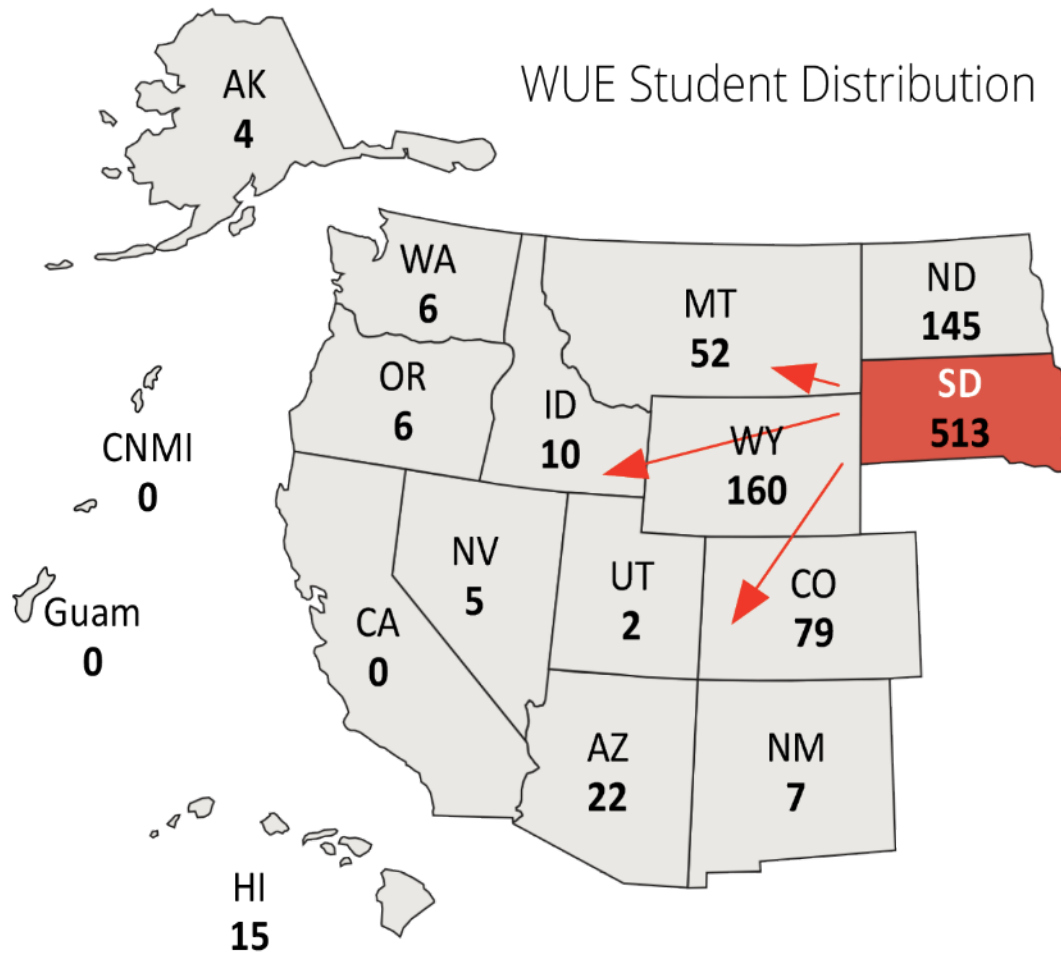 WUE Student Distribution
AK
4
WA
6
MT
52
ND
145
OR
6
ID
10
WY
160
SD
513
CNMI
0
Guam
0
CA
0
NV
5
UT
2
CO
79
AZ
22
NM
7
HI
15